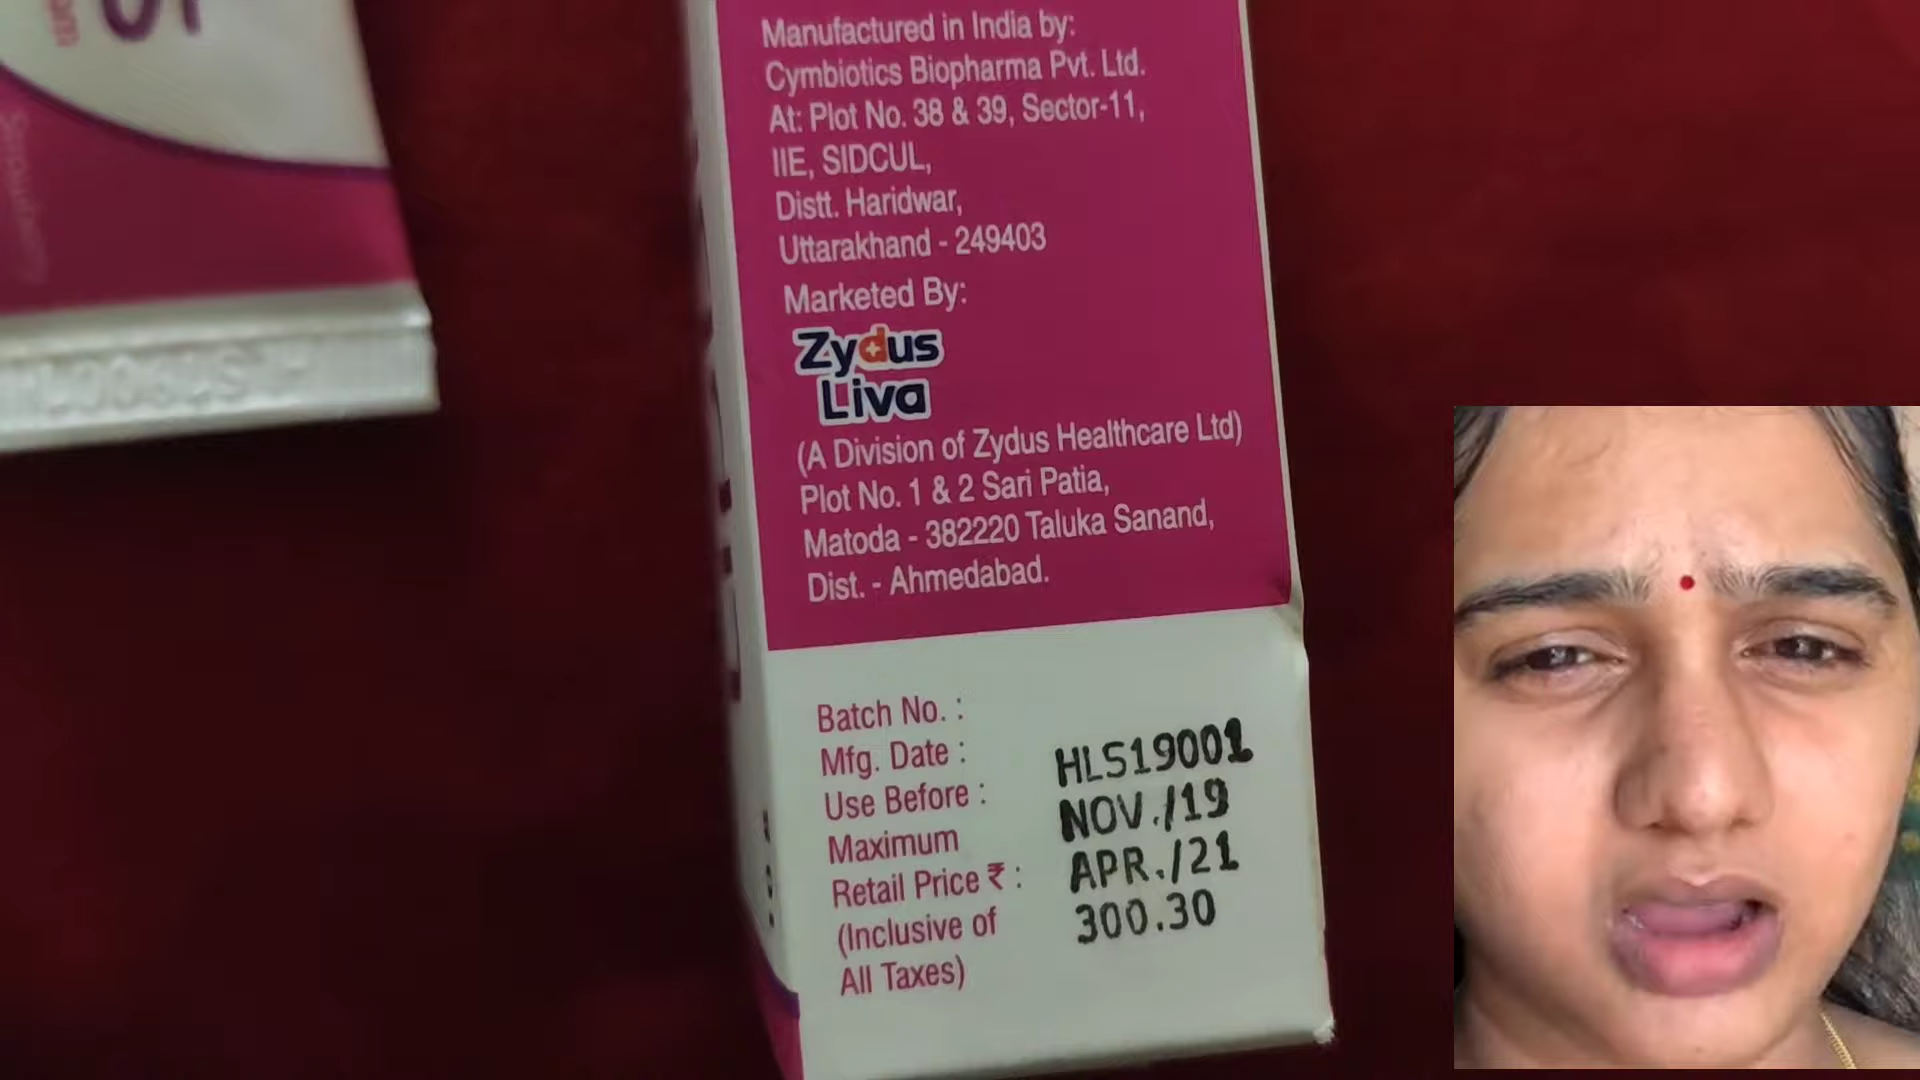 Manufactured in India by:
Cymbiotics Biopharma Pvt. Ltd.
At: Plot No. 38 & 39, Sector-11,
IIE, SIDCUL,
Distt. Haridwar,
Uttarakhand - 249403
Marketed By:
Zydus
Liva
(A Division of Zydus Healthcare Ltd)
Plot No. 1 & 2 Sari Patia,
Matoda - 382220 Taluka Sanand,
Dist. - Ahmedabad.
Batch No. :
Mfg. Date :
Use Before :
Maximum
Retail Price ₹ :
(Inclusive of
All Taxes)
HLS19001
NOV./19
APR./21
300.30